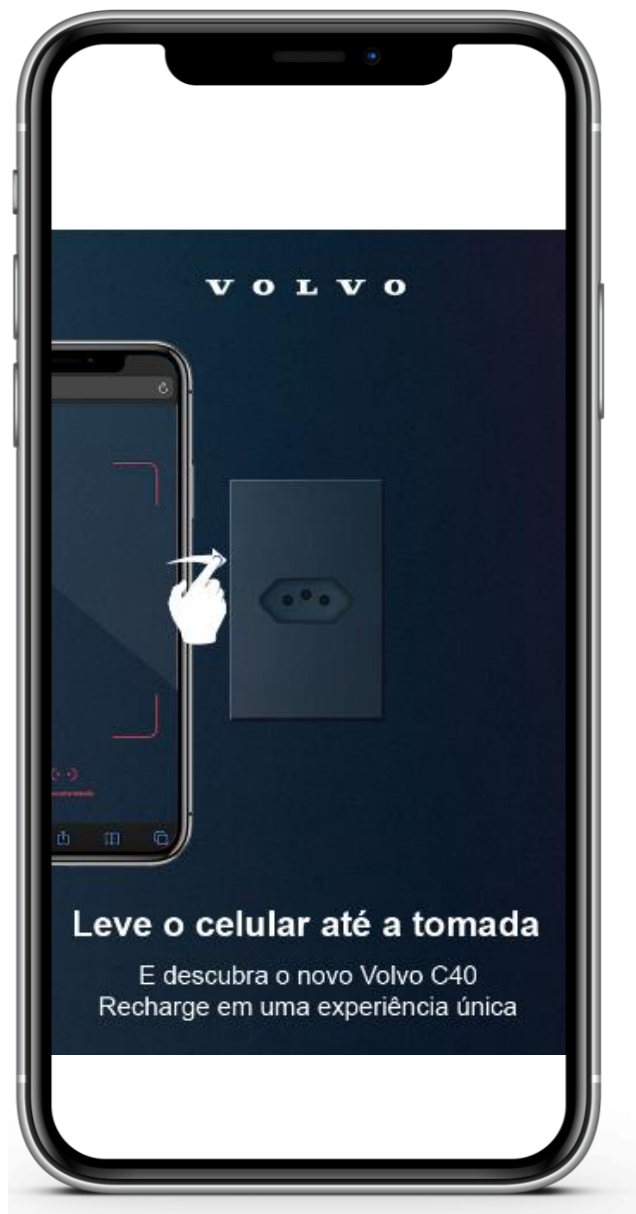 VOLVO
Leve o celular até a tomada
E descubra o novo Volvo C40
Recharge em uma experiência única